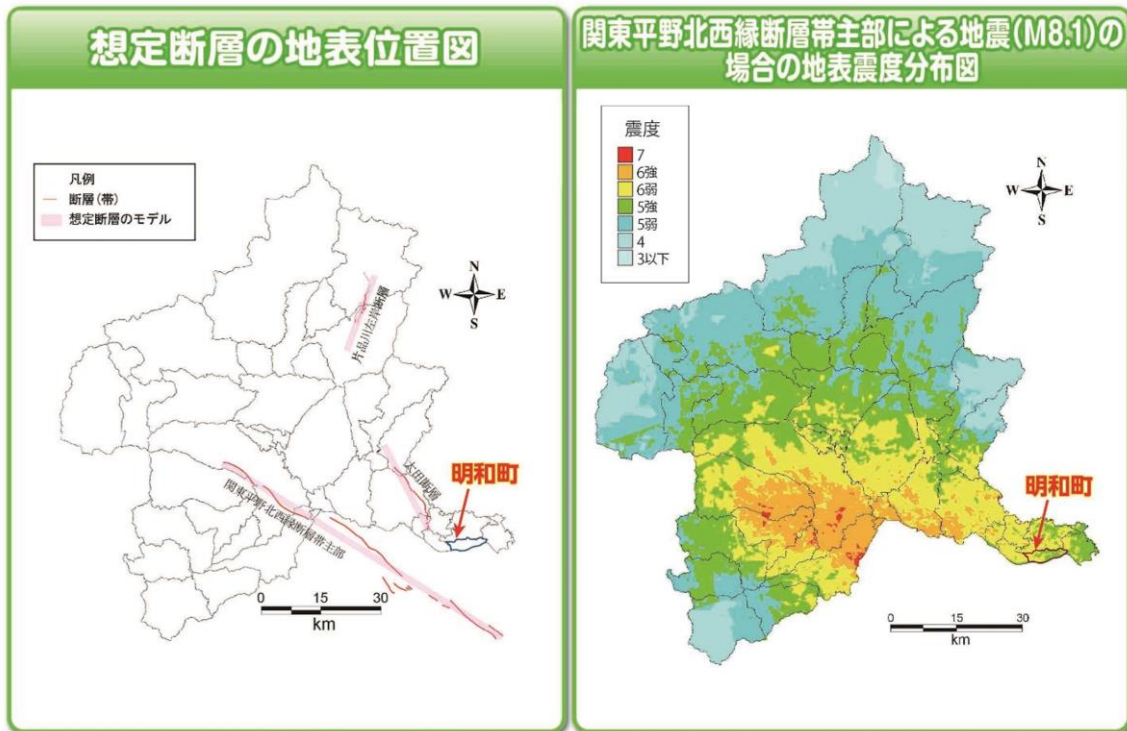 想定断層の地表位置図
凡例
断層(帯)
想定断層のモデル
N
W
E
S
片品川左岸断層
太田断層
関東平野北西縁断層帯主部
明和町
0 15 30
km
関東平野北西縁断層帯主部による地震(M8.1)の
場合の地表震度分布図
震度
7
6強
6弱
5強
5弱
4
3以下
N
W
E
S
明和町
0 15 30
km